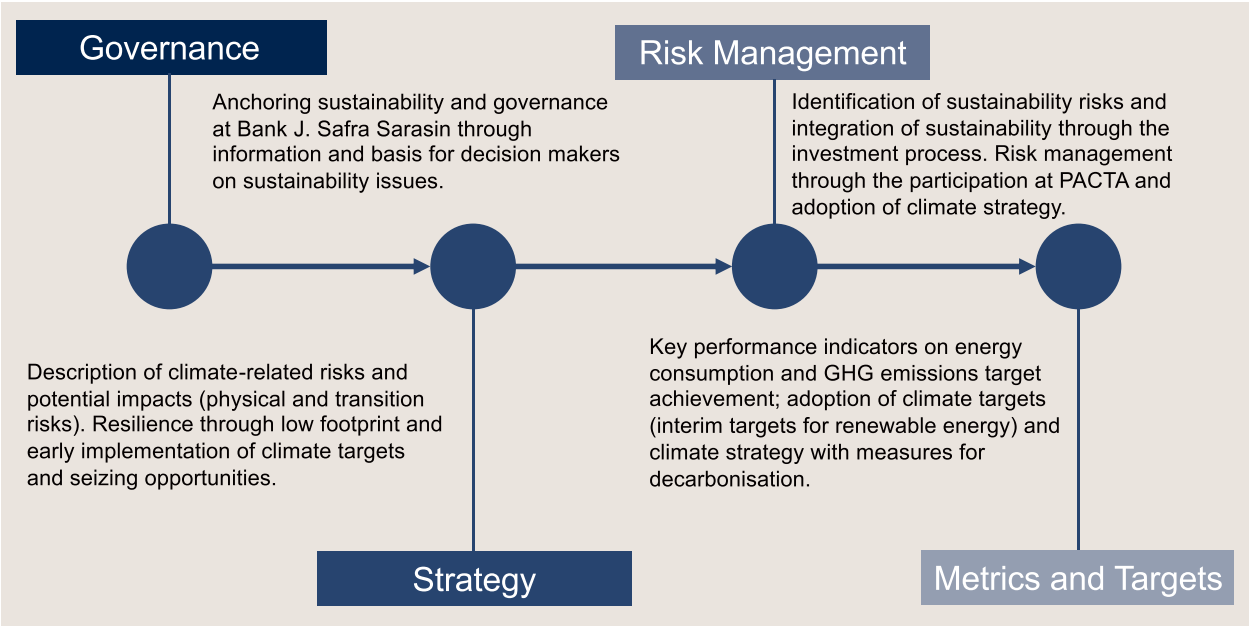 Governance
Anchoring sustainability and governance
at Bank J. Safra Sarasin through
information and basis for decision makers
on sustainability issues.
Description of climate-related risks and
potential impacts (physical and transition
risks). Resilience through low footprint and
early implementation of climate targets
and seizing opportunities.
Strategy
Risk Management
Identification of sustainability risks and
integration of sustainability through the
investment process. Risk management
through the participation at PACTA and
adoption of climate strategy.
Key performance indicators on energy
consumption and GHG emissions target
achievement; adoption of climate targets
(interim targets for renewable energy) and
climate strategy with measures for
decarbonisation.
Metrics and Targets